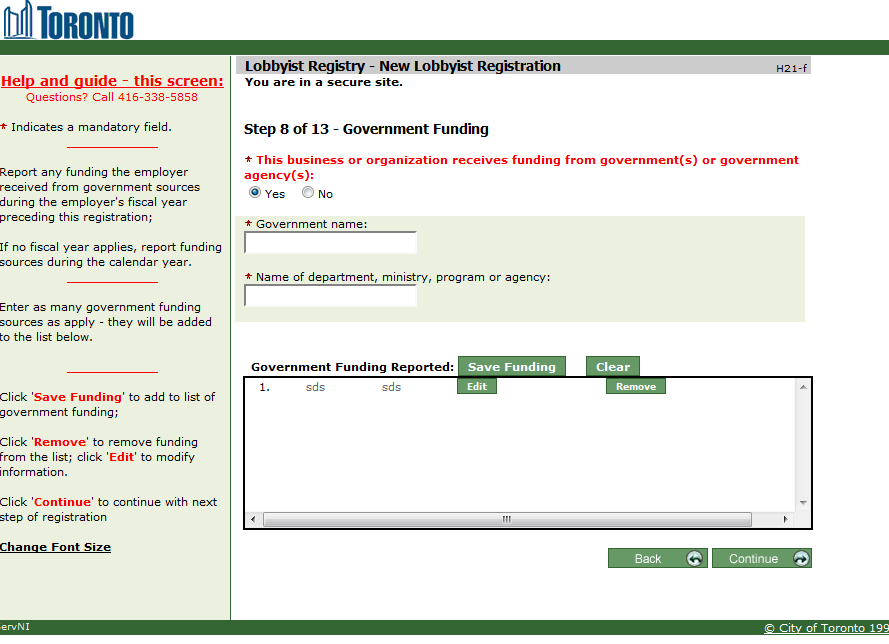 TORONTO
Lobbyist Registry - New Lobbyist Registration
H21-f
You are in a secure site.
Help and guide - this screen:
Questions? Call 416-338-5858
* Indicates a mandatory field.
Report any funding the employer
received from government sources
during the employer's fiscal year
preceding this registration;
If no fiscal year applies, report funding
sources during the calendar year.
Enter as many government funding
sources as apply - they will be added
to the list below.
Click 'Save Funding' to add to list of
government funding;
Click 'Remove' to remove funding
from the list; click 'Edit' to modify
information.
Click 'Continue' to continue with next
step of registration
Change Font Size
Step 8 of 13 - Government Funding
* This business or organization receives funding from government(s) or government
agency(s):
Yes No
* Government name:
* Name of department, ministry, program or agency:
Government Funding Reported: Save Funding Clear
1. sds sds Edit Remove
Back Continue
ervNI
© City of Toronto 199